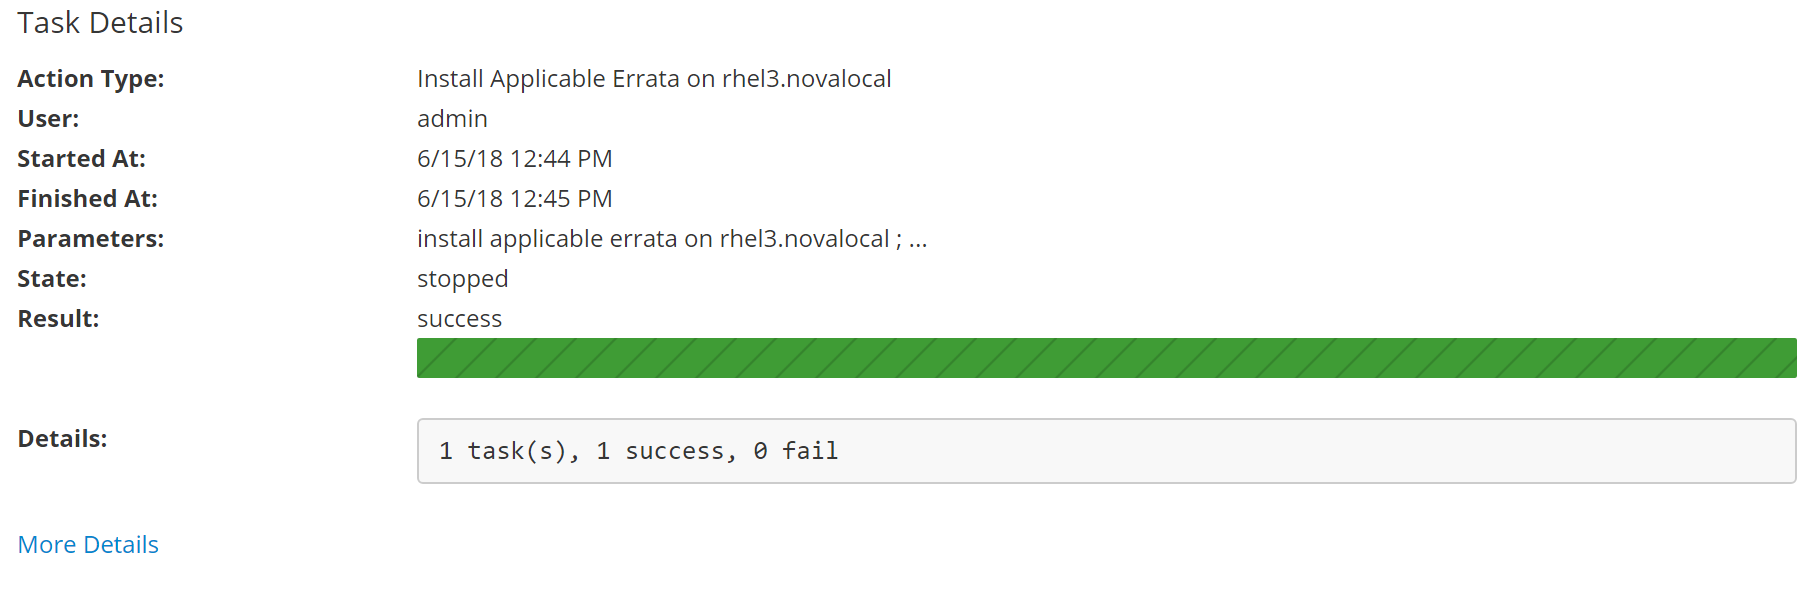 Task Details
Action Type: Install Applicable Errata on rhel3.novalocal
User: admin
Started At: 6/15/18 12:44 PM
Finished At: 6/15/18 12:45 PM
Parameters: install applicable errata on rhel3.novalocal ; ...
State: stopped
Result: success
Details: 1 task(s), 1 success, 0 fail
More Details